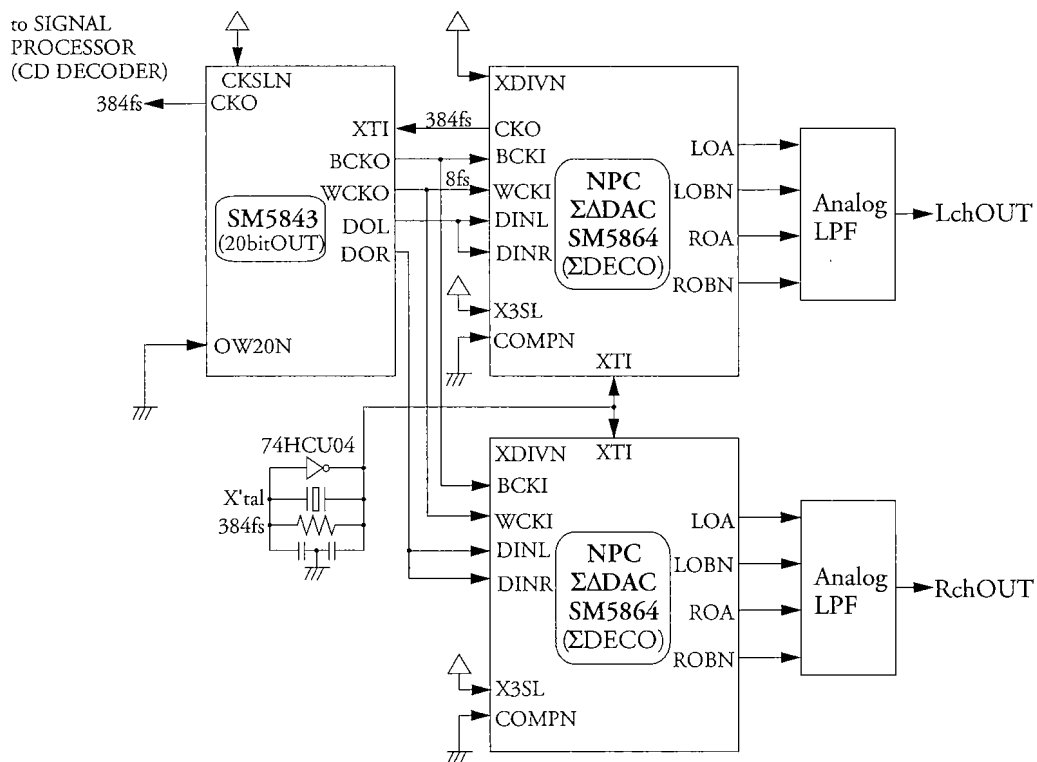 to SIGNAL
PROCESSOR
(CD DECODER)
384fs
CKSLN
CKO
XTI
BCKO
WCKO
DOL
DOR
SM5843
(20bitOUT)
OW20N
384fs
8fs
XDIVN
CKO
BCKI
WCKI
DINL
DINR
X3SL
COMPN
XTI
NPC
ΣΔDAC
SM5864
(ΣDECO)
LOA
LOBN
ROA
ROBN
Analog
LPF
LchOUT
74HCU04
X'tal
384fs
XDIVN
XTI
BCKI
WCKI
DINL
DINR
X3SL
COMPN
NPC
ΣΔDAC
SM5864
(ΣDECO)
LOA
LOBN
ROA
ROBN
Analog
LPF
RchOUT